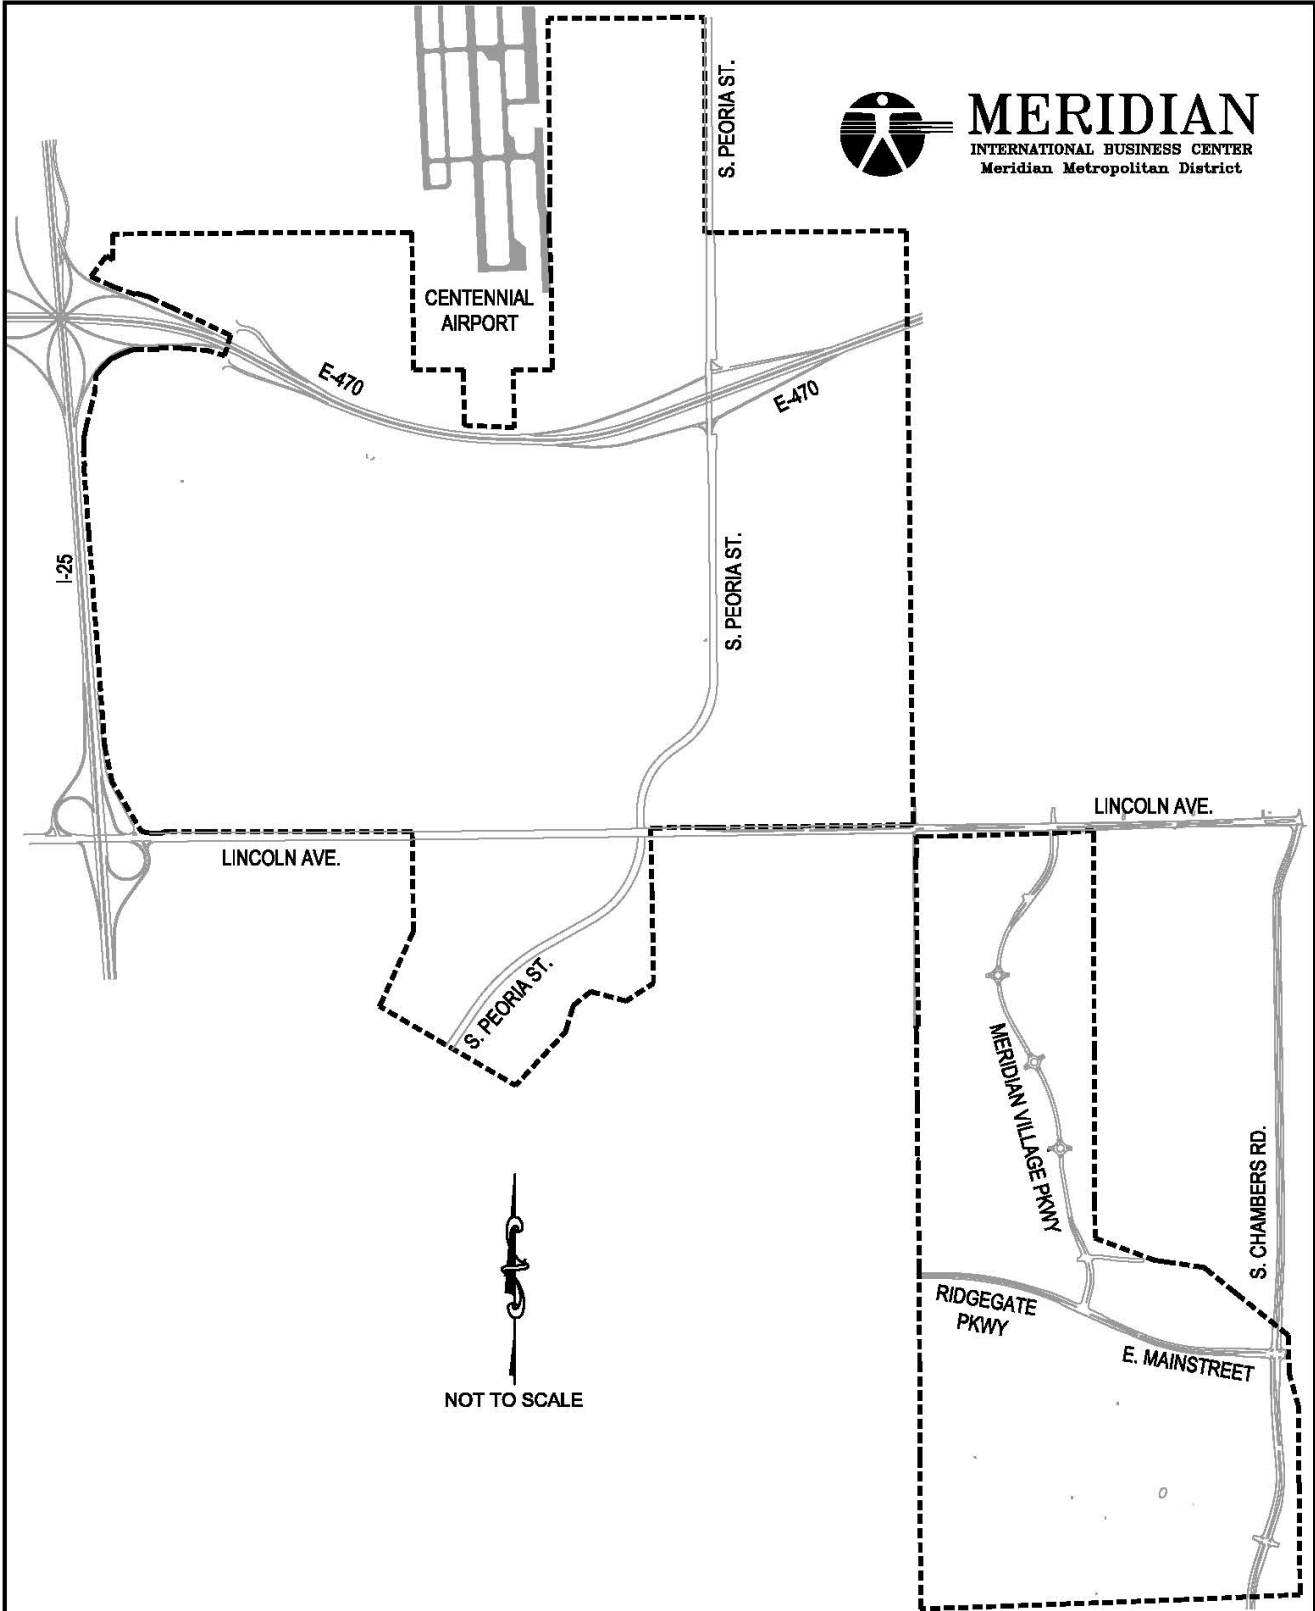 S. PEORIA ST.
MERIDIAN
INTERNATIONAL BUSINESS CENTER
Meridian Metropolitan District
CENTENNIAL
AIRPORT
E-470
E-470
I-25
S. PEORIA ST.
LINCOLN AVE.
LINCOLN AVE.
S. PEORIA ST.
MERIDIAN VILLAGE PKWY
S. CHAMBERS RD.
RIDGEGATE
PKWY
E. MAINSTREET
NOT TO SCALE